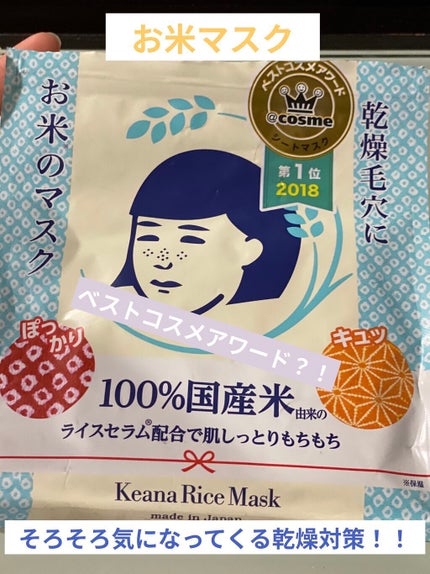 お米マスク
ベストコスメアワード
@cosme
シートマスク
第1位
2018
乾燥毛穴に
お米のマスク
ベストコスメアワード？！
ぽっかり
キュッ
100%国産米由来の
ライスセラム®配合で肌しっとりもちもち
※保湿
Keana Rice Mask
made in Japan
そろそろ気になってくる乾燥対策！！